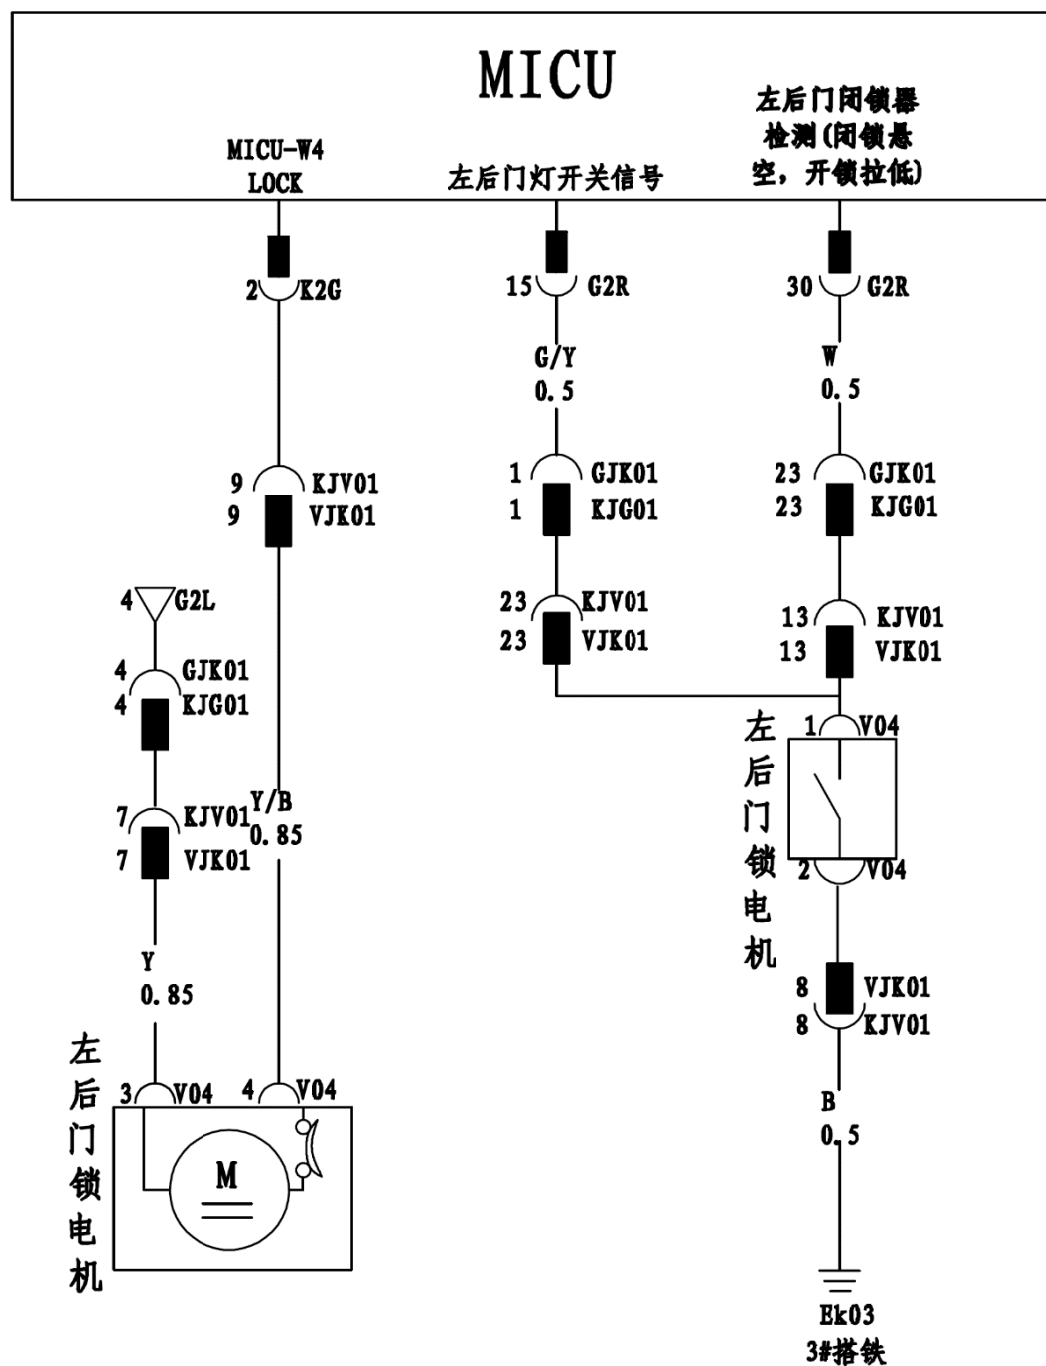 MICU
MICU-W4
LOCK
左后门灯开关信号
左后门闭锁器
检测(闭锁悬
空，开锁拉低)
2 K2G
15 G2R
30 G2R
G/Y
0.5
W
0.5
9 KJV01
9 VJK01
1 GJK01
1 KJG01
23 GJK01
23 KJG01
4 G2L
23 KJV01
23 VJK01
13 KJV01
13 VJK01
4 GJK01
4 KJG01
7 KJV01
7 VJK01
Y/B
0.85
1 V04
左后门锁电机
2 V04
Y
0.85
8 VJK01
8 KJV01
B
0.5
3 V04
4 V04
左后门锁电机
M
Ek03
3#搭铁